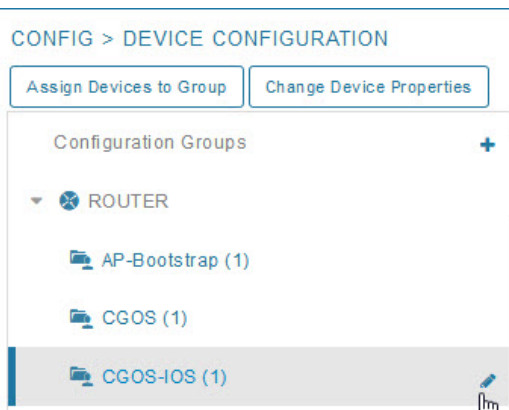 CONFIG > DEVICE CONFIGURATION
Assign Devices to Group
Change Device Properties
Configuration Groups
ROUTER
AP-Bootstrap (1)
CGOS (1)
CGOS-IOS (1)